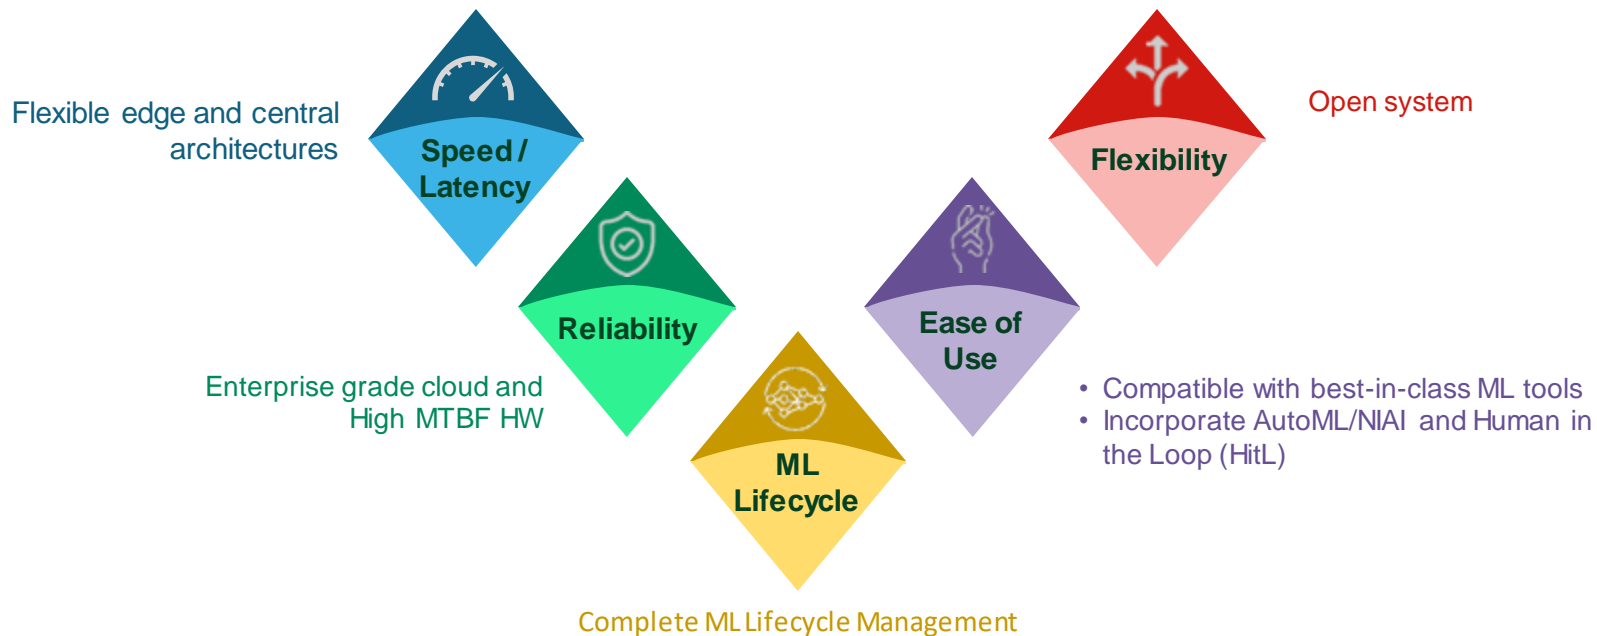 Flexible edge and central
architectures
Speed /
Latency
Flexibility
Open system
Reliability
Ease of
Use
Enterprise grade cloud and
High MTBF HW
• Compatible with best-in-class ML tools
• Incorporate AutoML/NIAI and Human in
the Loop (HitL)
ML
Lifecycle
Complete ML Lifecycle Management